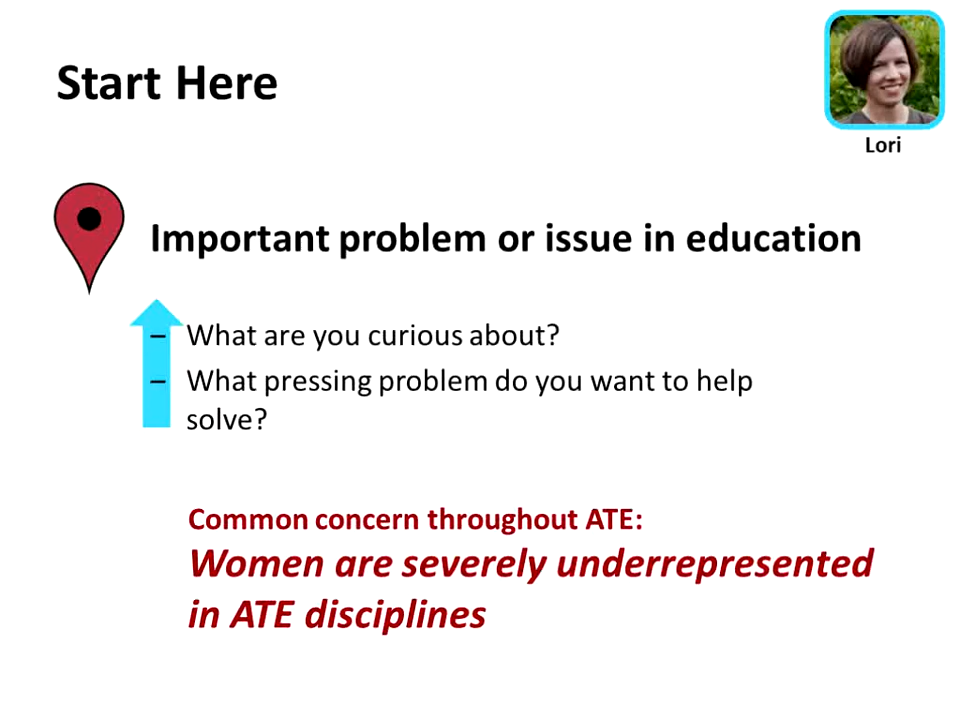 Start Here
Lori
Important problem or issue in education
– What are you curious about?
– What pressing problem do you want to help
solve?
Common concern throughout ATE:
Women are severely underrepresented
in ATE disciplines